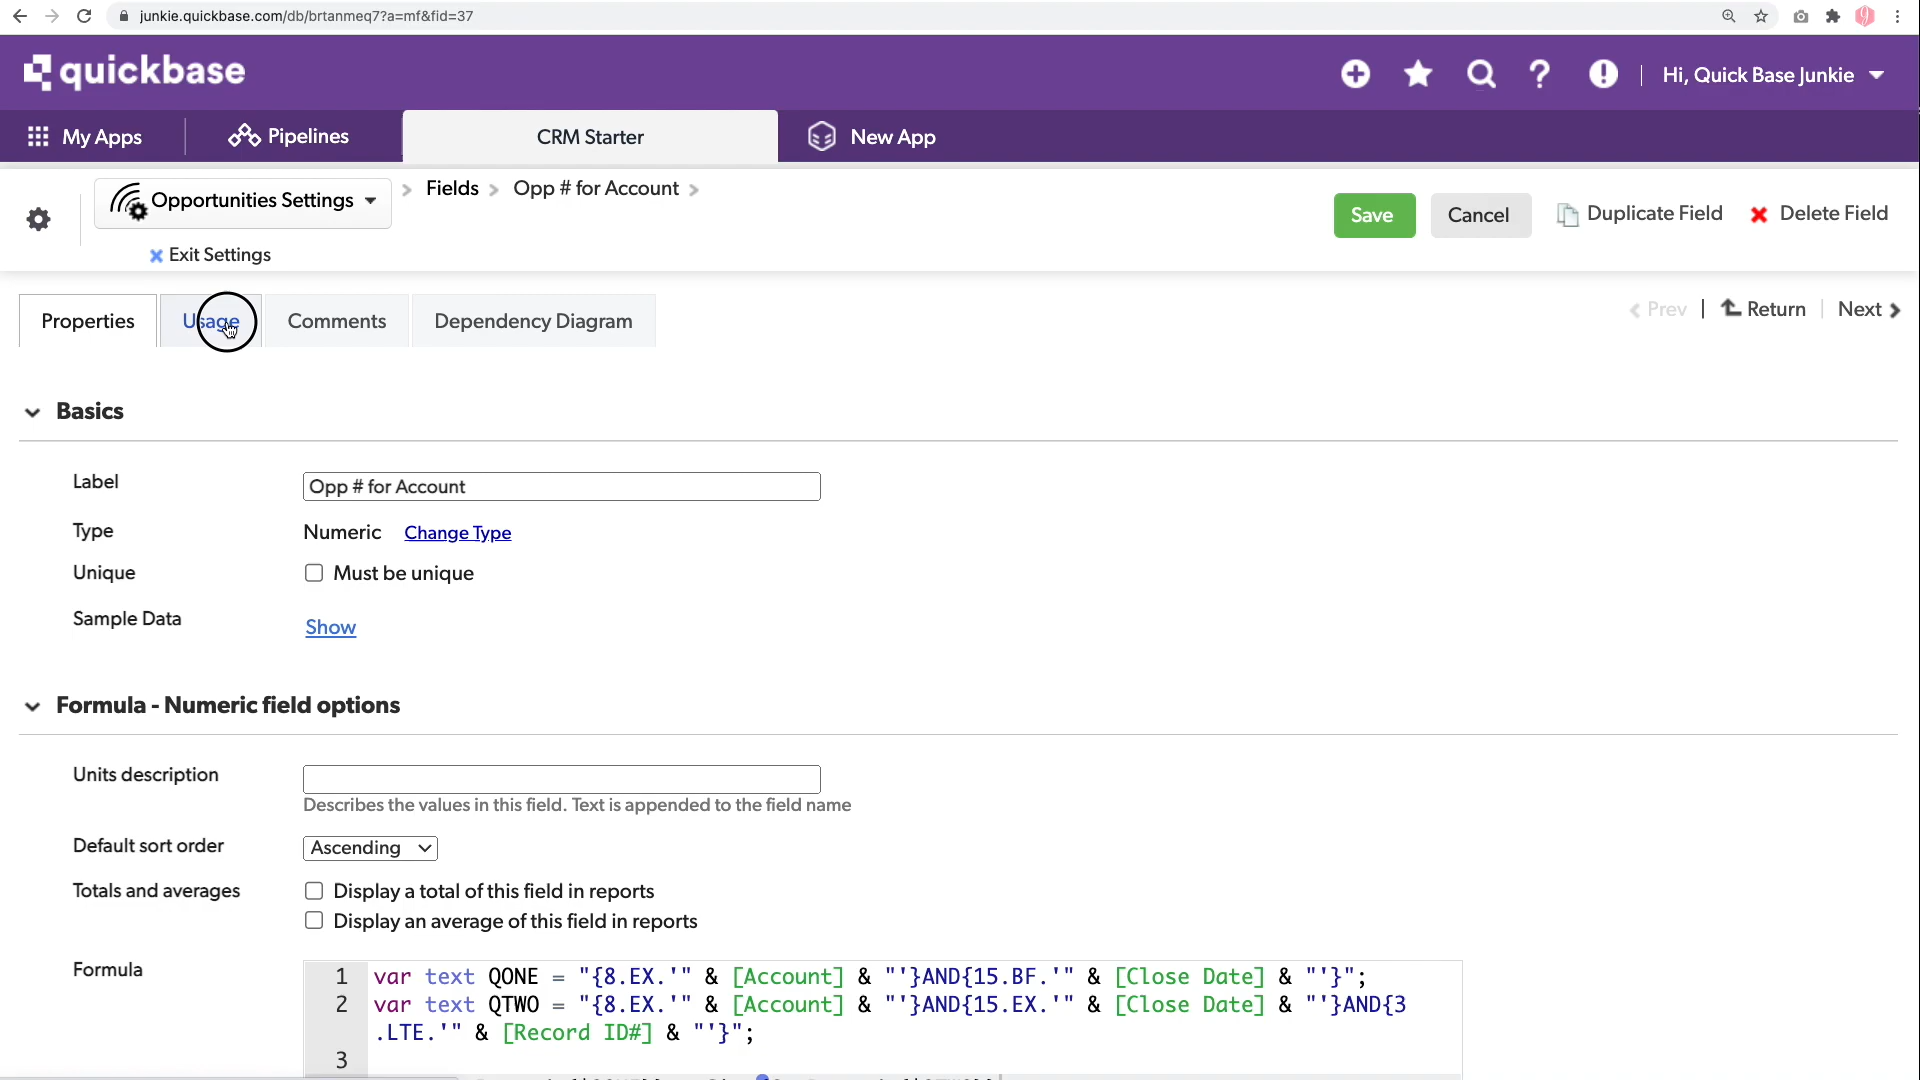 junkie.quickbase.com/db/brtanmeq7?a=mf&fid=37
quickbase
Hi, Quick Base Junkie
My Apps
Pipelines
CRM Starter
New App
Opportunities Settings
Fields
Opp # for Account
Save
Cancel
Duplicate Field
Delete Field
Exit Settings
Properties
Usage
Comments
Dependency Diagram
Prev
Return
Next
Basics
Label
Opp # for Account
Type
Numeric Change Type
Unique
Must be unique
Sample Data
Show
Formula - Numeric field options
Units description
Describes the values in this field. Text is appended to the field name
Default sort order
Ascending
Totals and averages
Display a total of this field in reports
Display an average of this field in reports
Formula
1 var text QONE = "{8.EX.'" & [Account] & "'}AND{15.BF.'" & [Close Date] & "'}";
2 var text QTWO = "{8.EX.'" & [Account] & "'}AND{15.EX.'" & [Close Date] & "'}AND{3
.LTE.'" & [Record ID#] & "'}";
3